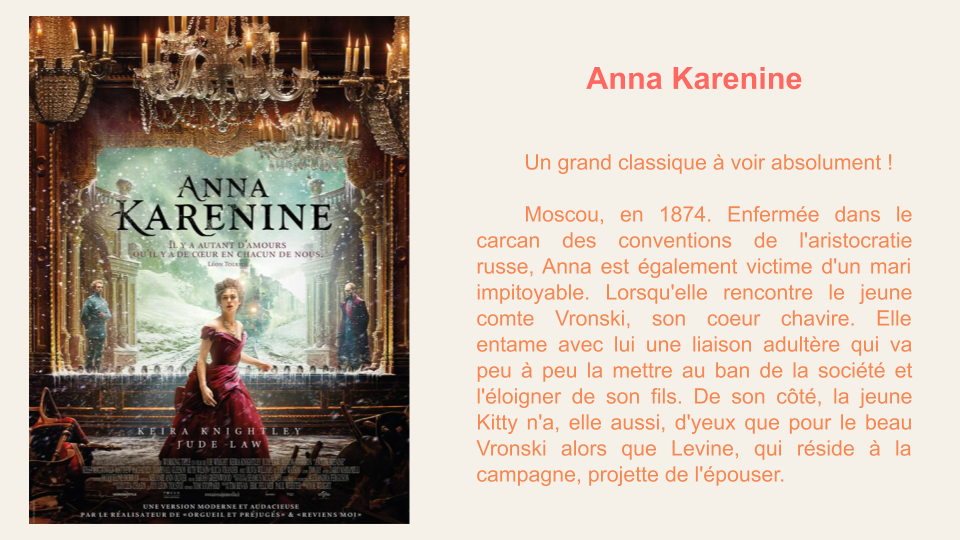 Anna Karenine
Un grand classique à voir absolument !
Moscou, en 1874. Enfermée dans le
carcan des conventions de l'aristocratie
russe, Anna est également victime d'un mari
impitoyable. Lorsqu'elle rencontre le jeune
comte Vronski, son coeur chavire. Elle
entame avec lui une liaison adultère qui va
peu à peu la mettre au ban de la société et
l'éloigner de son fils. De son côté, la jeune
Kitty n'a, elle aussi, d'yeux que pour le beau
Vronski alors que Levine, qui réside à la
campagne, projette de l'épouser.
ANNA
KARENINE
IL Y A AUTANT D'AMOURS
QU'IL Y A DE CŒUR EN CHACUN DE NOUS.
KEIRA KNIGHTLEY
JUDE LAW
UNE VERSION MODERNE ET AUDACIEUSE
PAR LE RÉALISATEUR DE «ORGUEIL ET PRÉJUGÉS» & «REVIENS MOI»